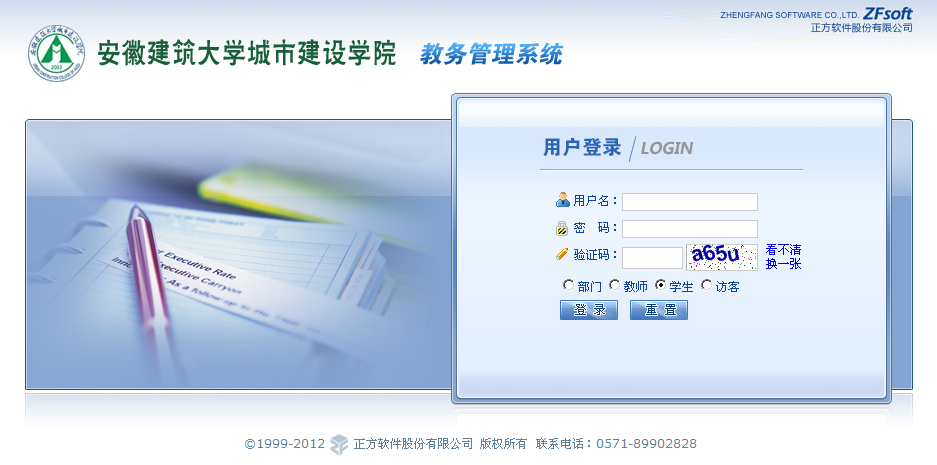 ZHENGFANG SOFTWARE CO.,LTD. ZFsoft
正方软件股份有限公司
安徽建筑大学城市建设学院 教务管理系统
2003
用户登录 / LOGIN
用户名：
密 码：
验证码： a65u 看不清
换一张
部门 教师 学生 访客
登 录 重 置
er Executive Rate
Executive Carryon
As a follow-up to the
©1999-2012 正方软件股份有限公司 版权所有 联系电话：0571-89902828